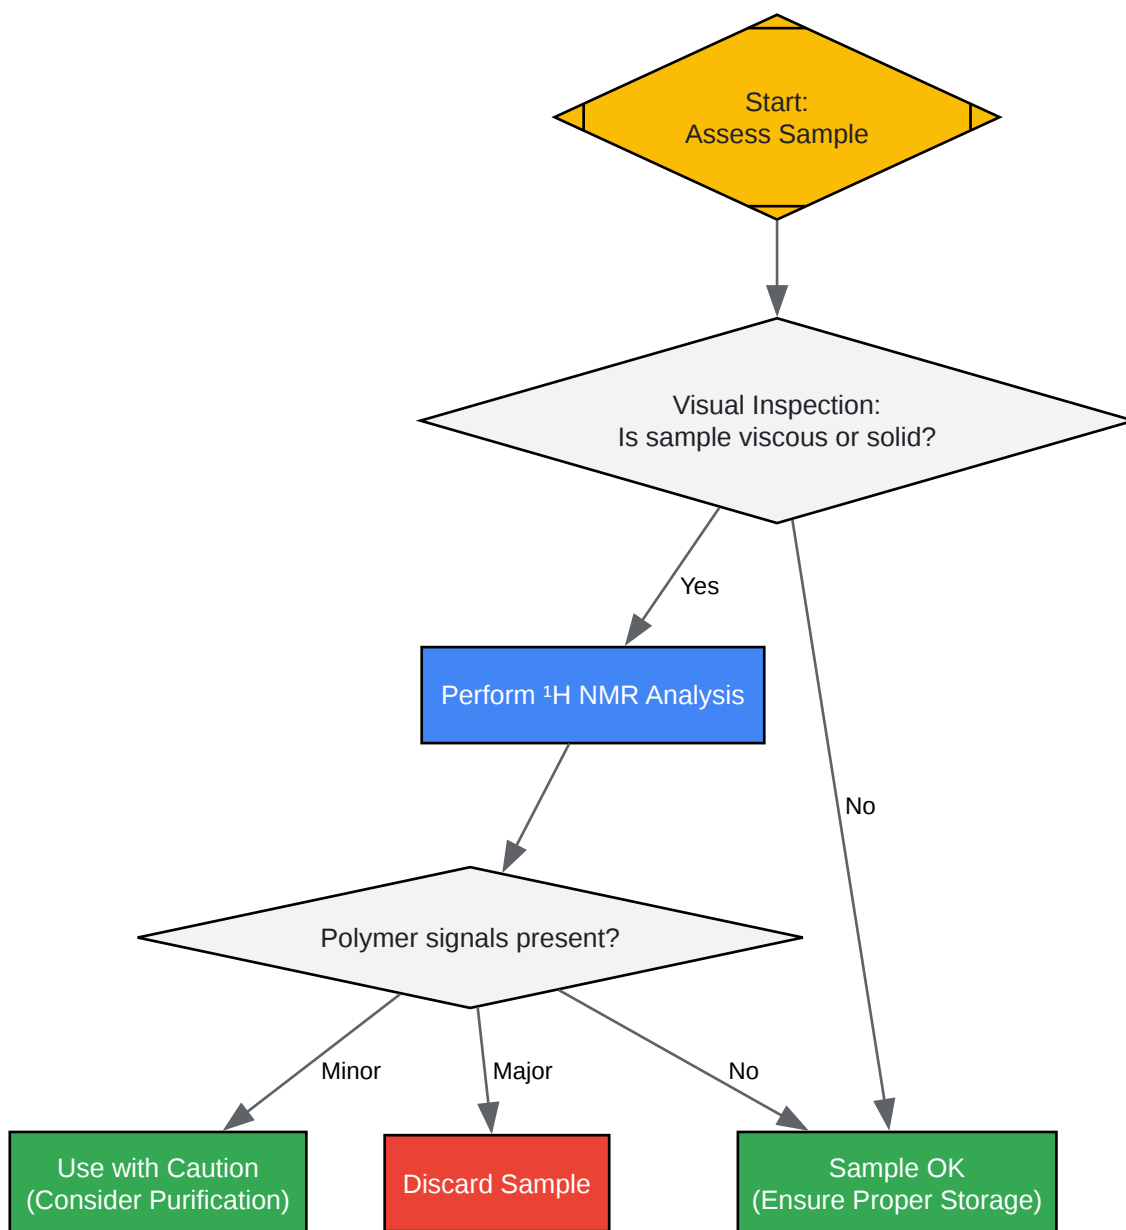 Start:
Assess Sample
Visual Inspection:
Is sample viscous or solid?
Yes
Perform ¹H NMR Analysis
No
Polymer signals present?
Minor
Major
No
Use with Caution
(Consider Purification)
Discard Sample
Sample OK
(Ensure Proper Storage)